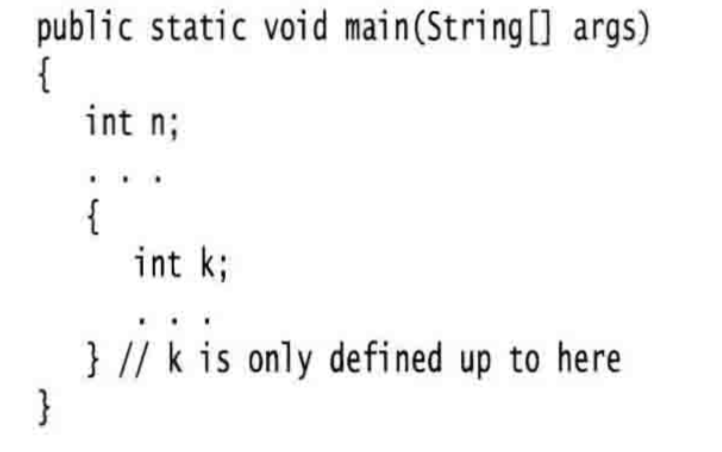 public static void main(String[] args)
{
int n;
. . .
{
int k;
. . .
} // k is only defined up to here
}